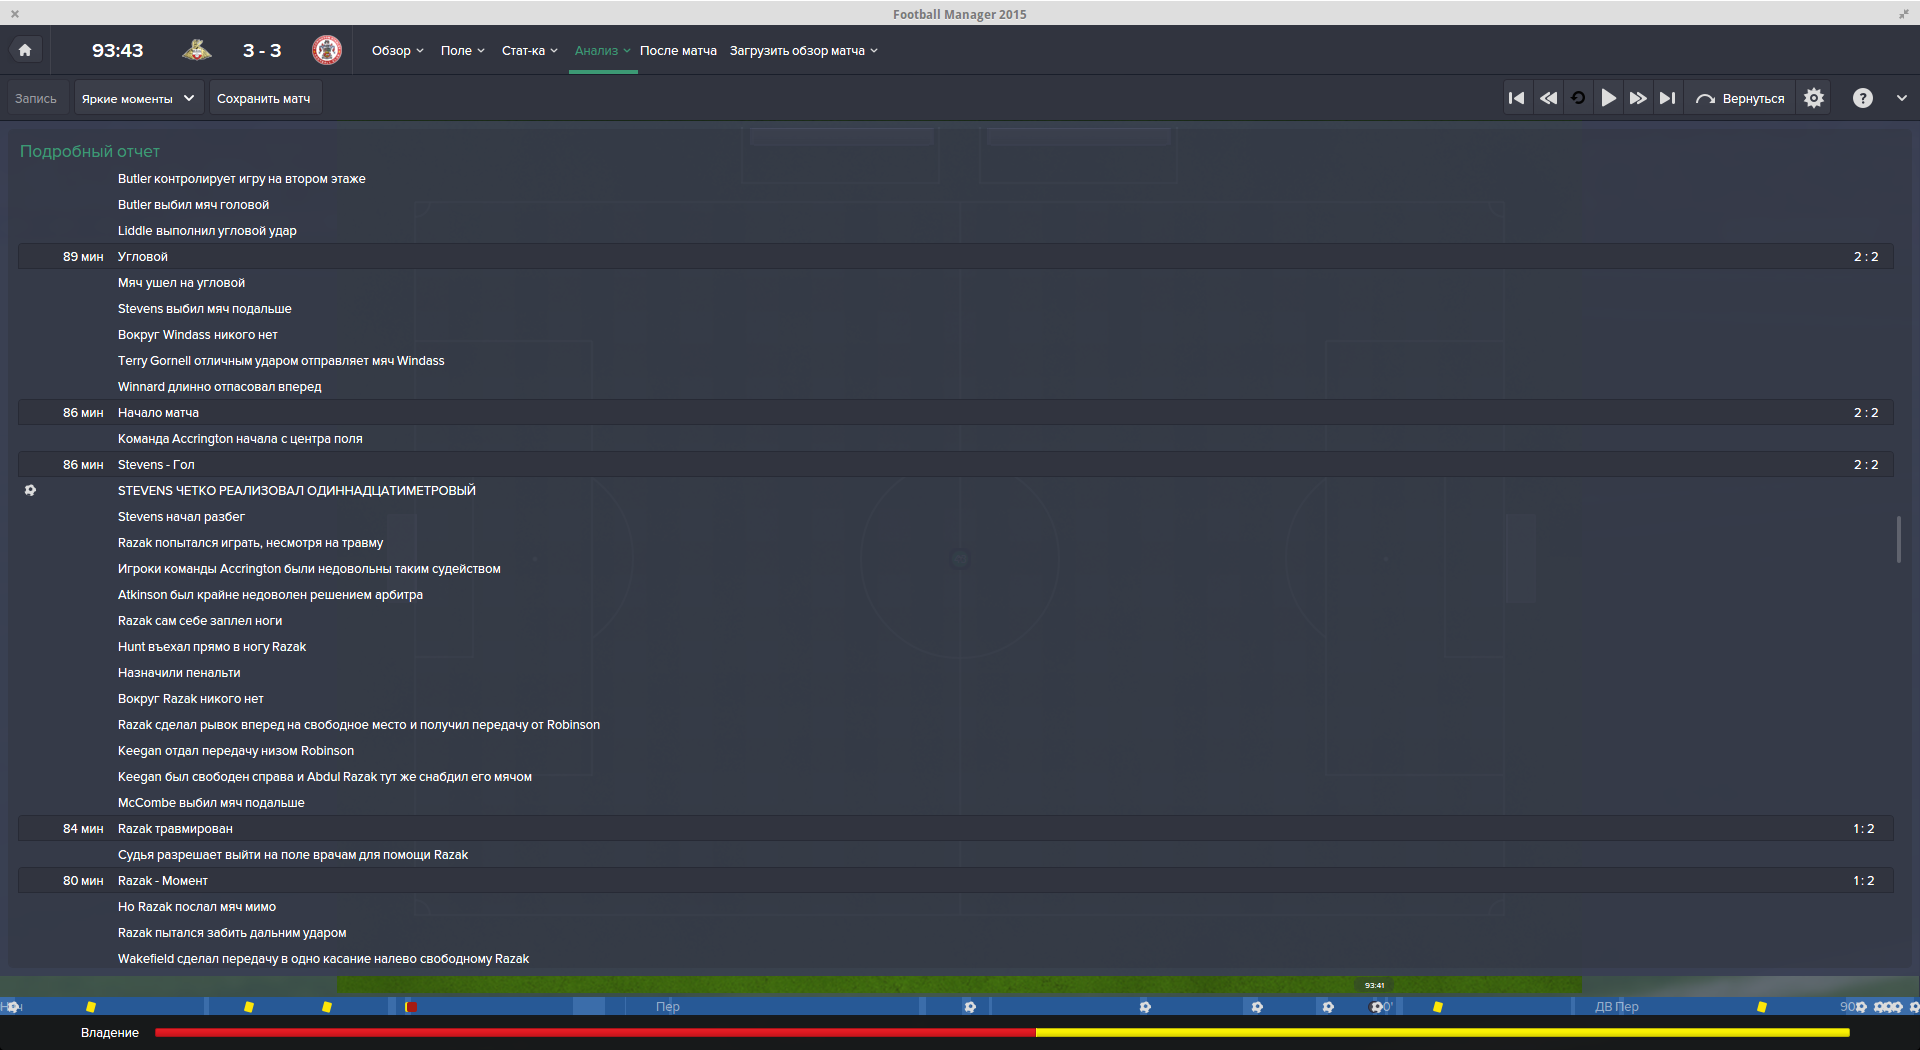 Football Manager 2015
93:43 3 - 3 Обзор Поле Стат-ка Анализ После матча Загрузить обзор матча
Запись Яркие моменты Сохранить матч Вернуться ?
Подробный отчет
Butler контролирует игру на втором этаже
Butler выбил мяч головой
Liddle выполнил угловой удар
89 мин Угловой 2 : 2
Мяч ушел на угловой
Stevens выбил мяч подальше
Вокруг Windass никого нет
Terry Gornell отличным ударом отправляет мяч Windass
Winnard длинно отпасовал вперед
86 мин Начало матча 2 : 2
Команда Accrington начала с центра поля
86 мин Stevens - Гол 2 : 2
STEVENS ЧЕТКО РЕАЛИЗОВАЛ ОДИННАДЦАТИМЕТРОВЫЙ
Stevens начал разбег
Razak попытался играть, несмотря на травму
Игроки команды Accrington были недовольны таким судейством
Atkinson был крайне недоволен решением арбитра
Razak сам себе заплел ноги
Hunt въехал прямо в ногу Razak
Назначили пенальти
Вокруг Razak никого нет
Razak сделал рывок вперед на свободное место и получил передачу от Robinson
Keegan отдал передачу низом Robinson
Keegan был свободен справа и Abdul Razak тут же снабдил его мячом
McCombe выбил мяч подальше
84 мин Razak травмирован 1 : 2
Судья разрешает выйти на поле врачам для помощи Razak
80 мин Razak - Момент 1 : 2
Но Razak послал мяч мимо
Razak пытался забить дальним ударом
Wakefield сделал передачу в одно касание налево свободному Razak
93:41
Пер ДВ Пер 90
Владение